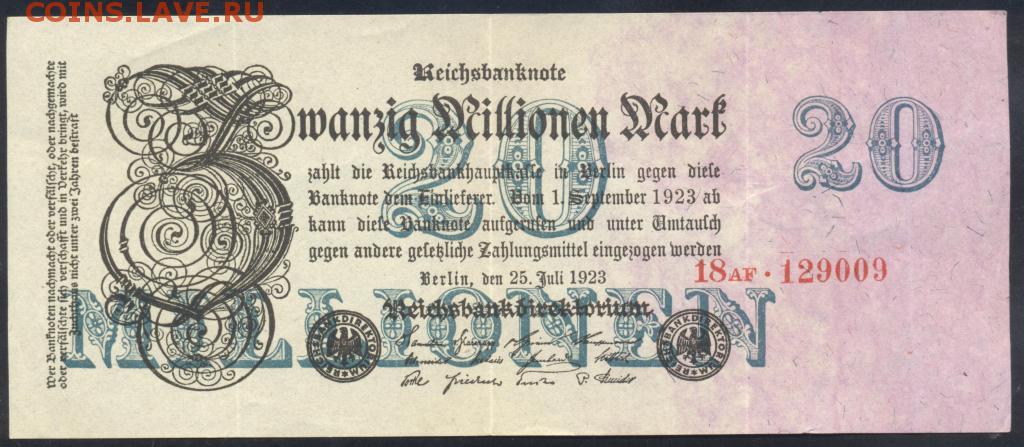 COINS.LAVE.RU
Reichsbanknote
Zwanzig Millionen Mark
20
20
zahlt die Reichsbankhauptkasse in Berlin gegen diese
Banknote dem Einlieferer. Vom 1. September 1923 ab
kann diese Banknote aufgerufen und unter Umtausch
gegen andere gesetzliche Zahlungsmittel eingezogen werden
Berlin, den 25. Juli 1923
18AF·129009
Reichsbankdirektorium
MILLIONEN
REICHSBANKDIREKTORIUM
REICHSBANKDIREKTORIUM
Wer Banknoten nachmacht oder verfälscht, oder nachgemachte
oder verfälschte sich verschafft und in Verkehr bringt, wird mit
Zuchthaus nicht unter zwei Jahren bestraft